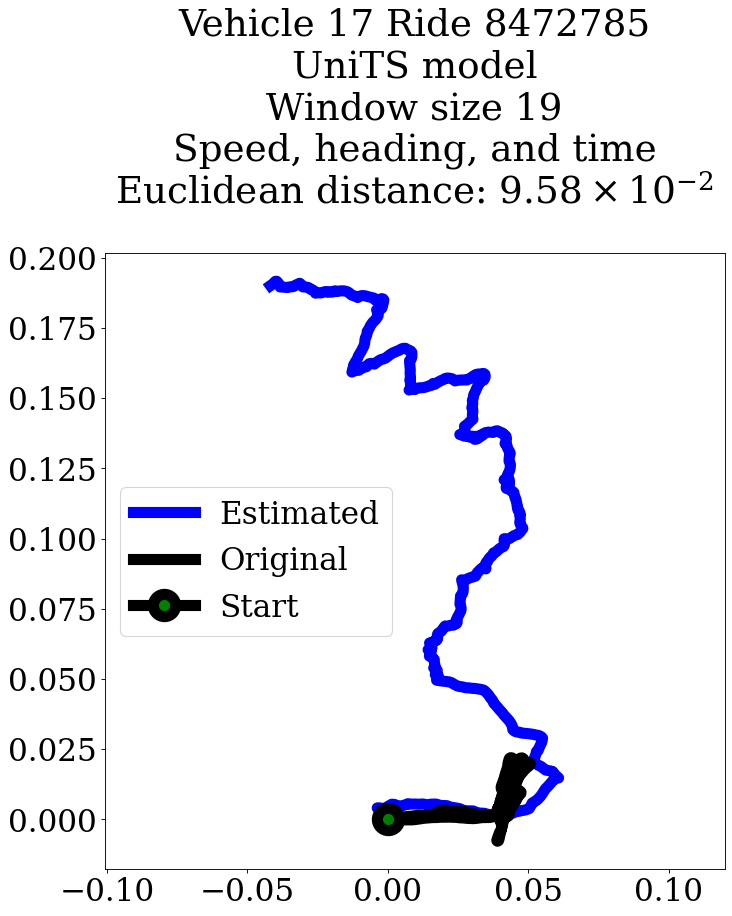 Vehicle 17 Ride 8472785
UniTS model
Window size 19
Speed, heading, and time
Euclidean distance: 9.58 × 10⁻²
0.200
0.175
0.150
0.125
0.100
0.075
0.050
0.025
0.000
Estimated
Original
Start
−0.10 −0.05 0.00 0.05 0.10